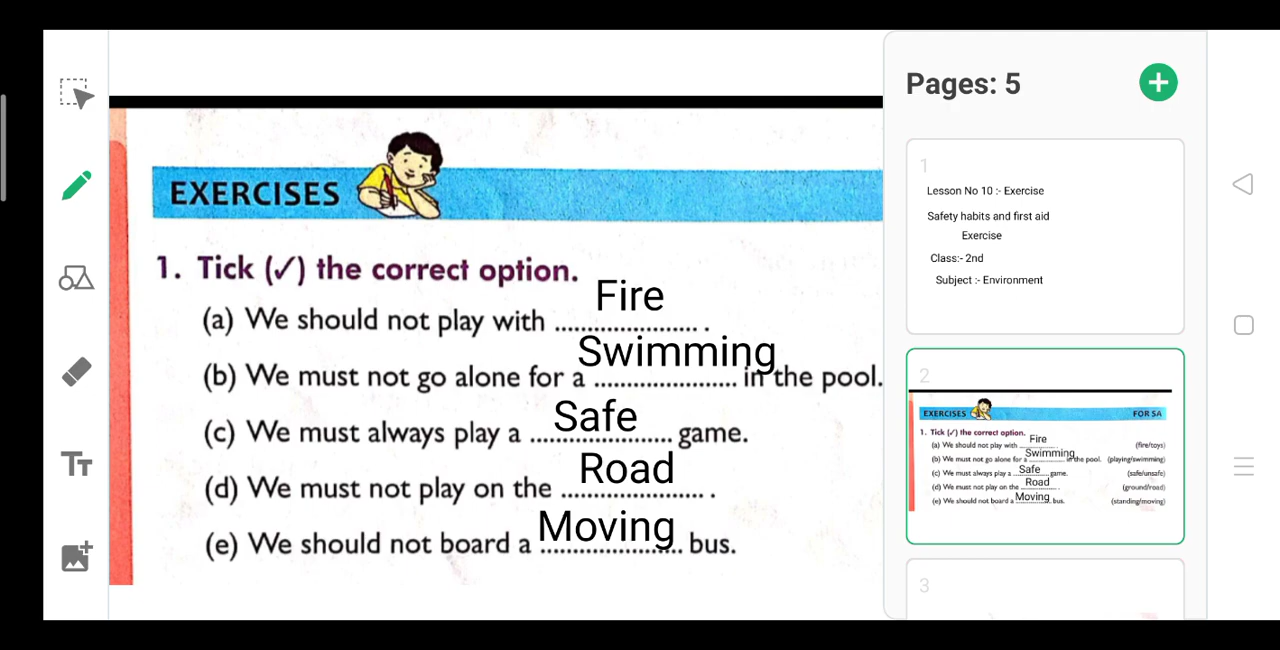 EXERCISES
1. Tick (✓) the correct option.
(a) We should not play with Fire .
(b) We must not go alone for a Swimming in the pool.
(c) We must always play a Safe game.
(d) We must not play on the Road .
(e) We should not board a Moving bus.
Tт
Pages: 5
1
Lesson No 10 :- Exercise
Safety habits and first aid
Exercise
Class:- 2nd
Subject :- Environment
2
EXERCISES FOR SA
1. Tick (✓) the correct option.
(a) We should not play with Fire . (fire/toys)
(b) We must not go alone for a Swimming in the pool. (playing/swimming)
(c) We must always play a Safe game. (safe/unsafe)
(d) We must not play on the Road . (ground/road)
(e) We should not board a Moving bus. (standing/moving)
3